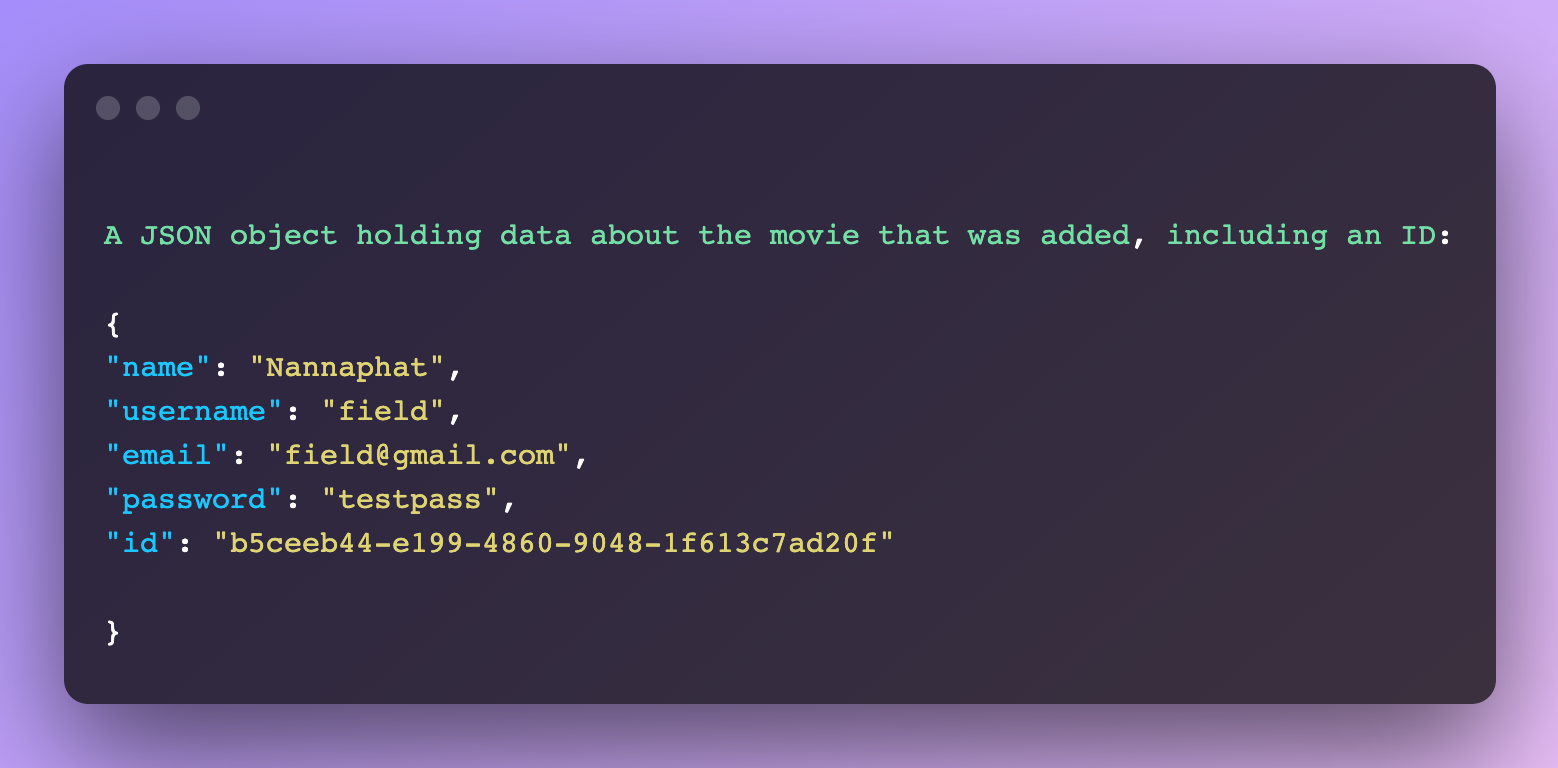 A JSON object holding data about the movie that was added, including an ID:
{
"name": "Nannaphat",
"username": "field",
"email": "field@gmail.com",
"password": "testpass",
"id": "b5ceeb44-e199-4860-9048-1f613c7ad20f"
}